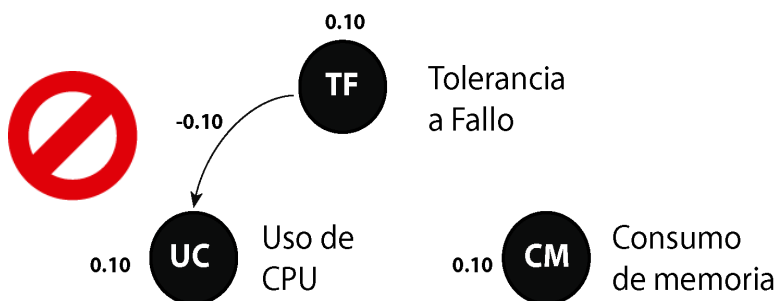 0.10
TF
Tolerancia
a Fallo
-0.10
0.10
UC
Uso de
CPU
0.10
CM
Consumo
de memoria